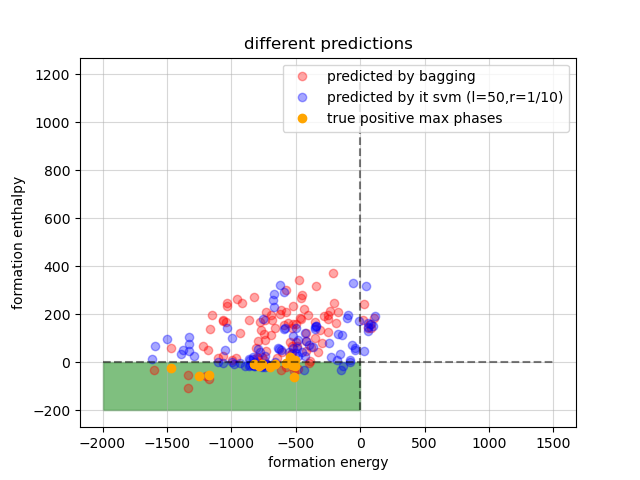 different predictions
predicted by bagging
predicted by it svm (l=50,r=1/10)
true positive max phases
formation enthalpy
1200
1000
800
600
400
200
0
−200
−2000 −1500 −1000 −500 0 500 1000 1500
formation energy